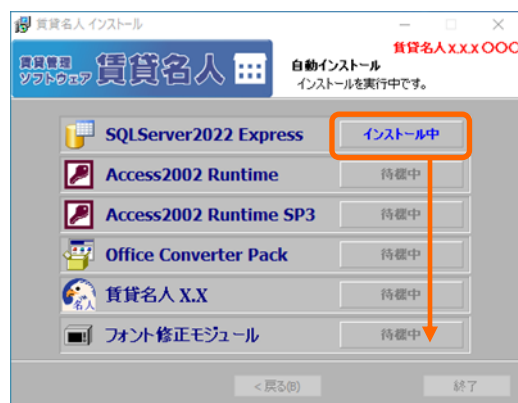 賃貸名人 インストール
賃貸名人 x.x.x OOO
賃貸管理
ソフトウェア 賃貸名人
自動インストール
インストールを実行中です。
SQLServer2022 Express インストール中
Access2002 Runtime 待機中
Access2002 Runtime SP3 待機中
Office Converter Pack 待機中
名人
賃貸名人 X.X 待機中
フォント修正モジュール 待機中
<戻る(B) 終了